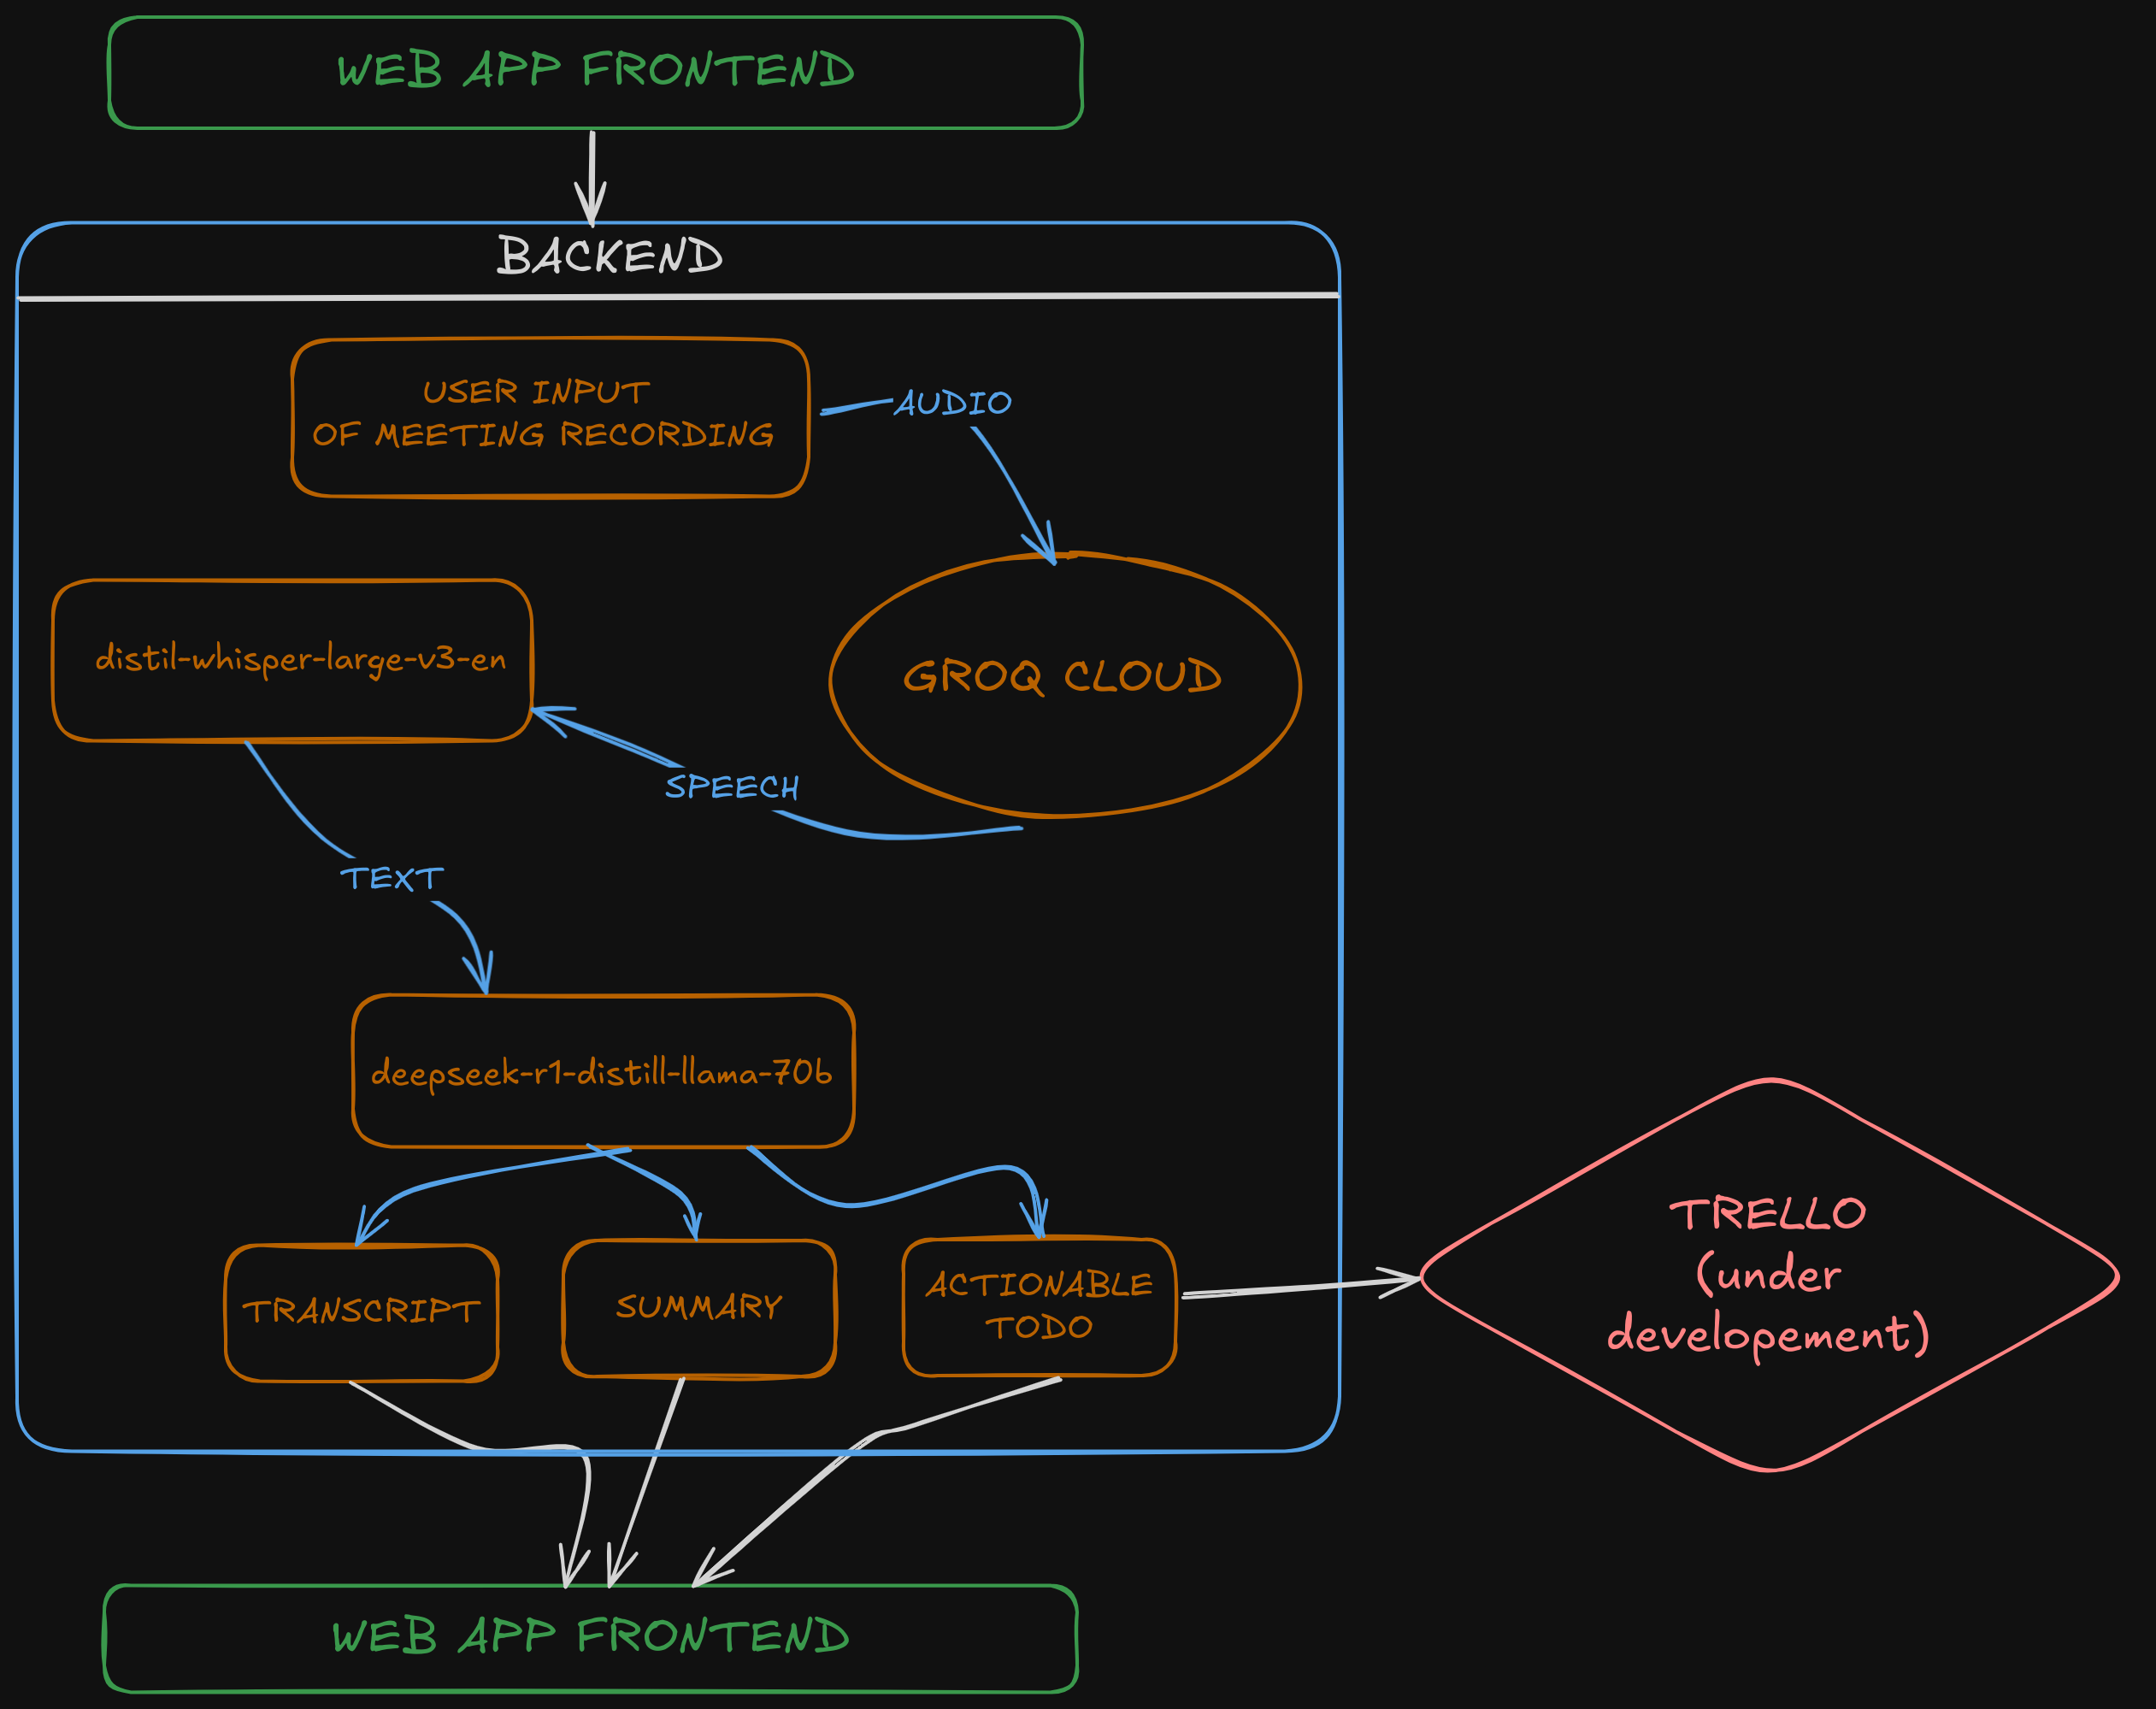 WEB APP FRONTEND
BACKEND
USER INPUT
OF MEETING RECORDING
AUDIO
distil-whisper-large-v3-en
GROQ CLOUD
SPEECH
TEXT
deepseek-r1-distill-llama-70b
TRANSCRIPT
SUMMARY
ACTIONABLE
TODO
TRELLO
(under
developement)
WEB APP FRONTEND